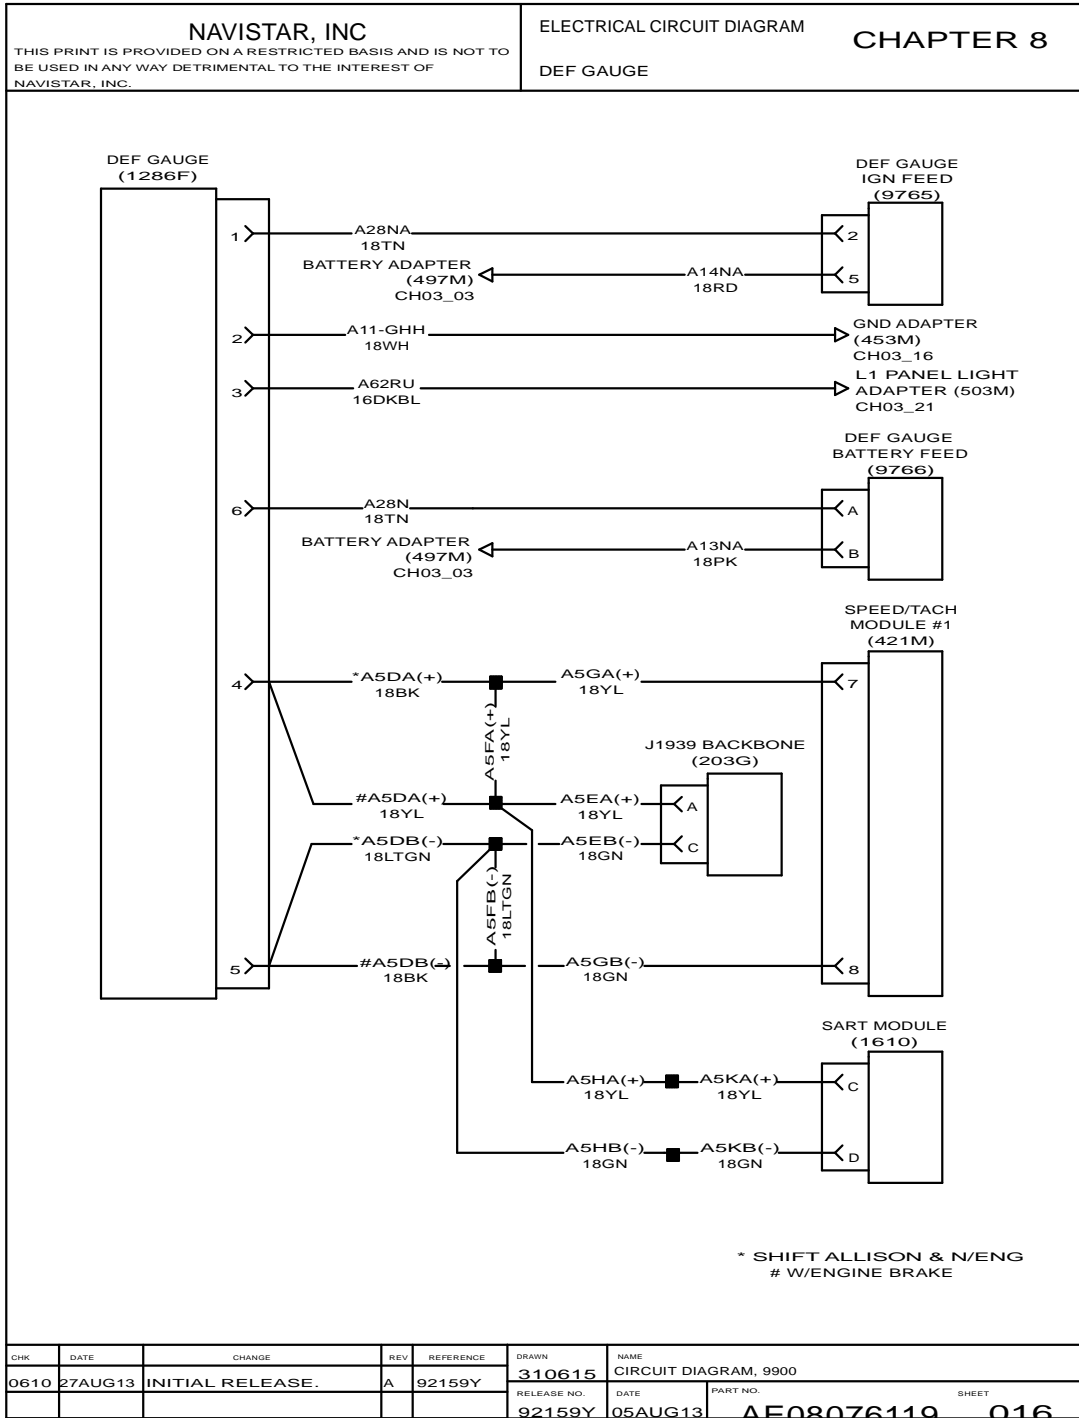 NAVISTAR, INC
THIS PRINT IS PROVIDED ON A RESTRICTED BASIS AND IS NOT TO
BE USED IN ANY WAY DETRIMENTAL TO THE INTEREST OF
NAVISTAR, INC.
ELECTRICAL CIRCUIT DIAGRAM
DEF GAUGE
CHAPTER 8
DEF GAUGE
(1286F)
DEF GAUGE
IGN FEED
(9765)
1
A28NA
18TN
2
BATTERY ADAPTER
(497M)
CH03_03
A14NA
18RD
5
2
A11-GHH
18WH
GND ADAPTER
(453M)
CH03_16
3
A62RU
16DKBL
L1 PANEL LIGHT
ADAPTER (503M)
CH03_21
DEF GAUGE
BATTERY FEED
(9766)
6
A28N
18TN
A
BATTERY ADAPTER
(497M)
CH03_03
A13NA
18PK
B
SPEED/TACH
MODULE #1
(421M)
4
*A5DA(+)
18BK
A5GA(+)
18YL
7
A5FA(+)
18YL
J1939 BACKBONE
(203G)
#A5DA(+)
18YL
A5EA(+)
18YL
A
*A5DB(-)
18LTGN
A5EB(-)
18GN
C
A5FB(-)
18LTGN
5
#A5DB(-)
18BK
A5GB(-)
18GN
8
SART MODULE
(1610)
A5HA(+)
18YL
A5KA(+)
18YL
C
A5HB(-)
18GN
A5KB(-)
18GN
D
* SHIFT ALLISON & N/ENG
# W/ENGINE BRAKE
CHK DATE CHANGE REV REFERENCE
0610 27AUG13 INITIAL RELEASE. A 92159Y
DRAWN
310615
NAME
CIRCUIT DIAGRAM, 9900
RELEASE NO.
92159Y
DATE
05AUG13
PART NO.
AE08076119
SHEET
016